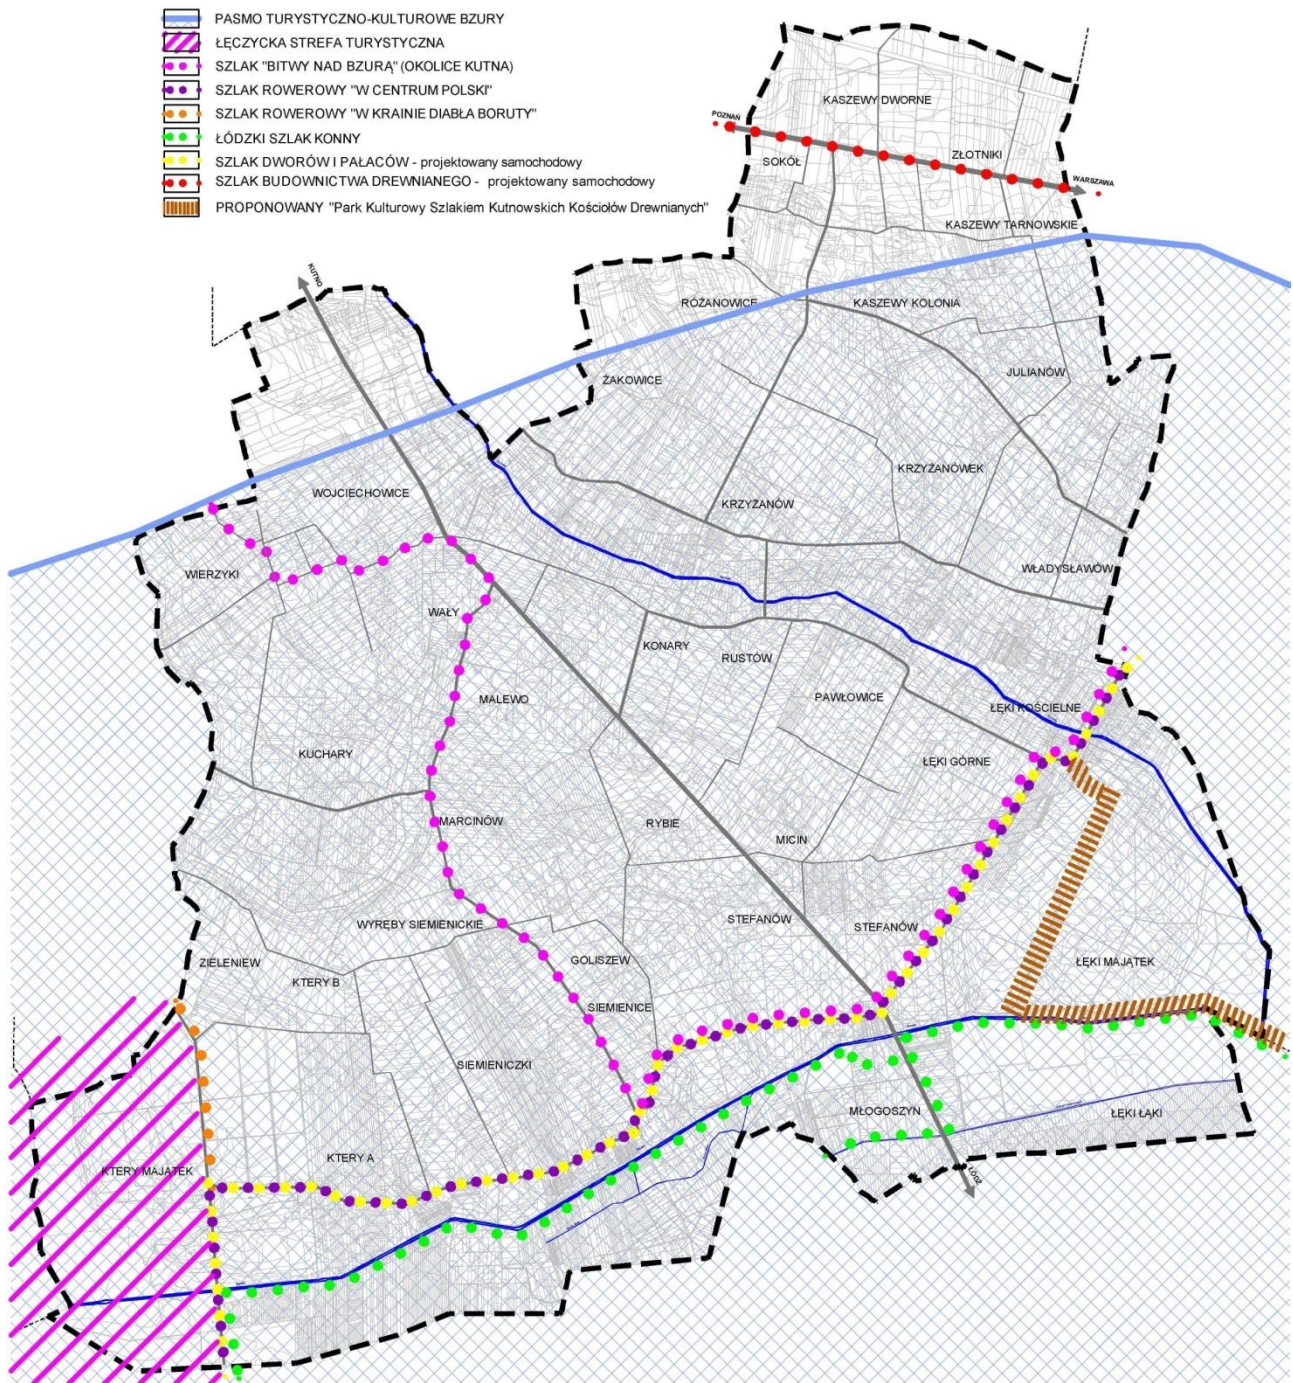 PASMO TURYSTYCZNO-KULTUROWE BZURY
ŁĘCZYCKA STREFA TURYSTYCZNA
SZLAK "BITWY NAD BZURĄ" (OKOLICE KUTNA)
SZLAK ROWEROWY "W CENTRUM POLSKI"
SZLAK ROWEROWY "W KRAINIE DIABŁA BORUTY"
ŁÓDZKI SZLAK KONNY
SZLAK DWORÓW I PAŁACÓW - projektowany samochodowy
SZLAK BUDOWNICTWA DREWNIANEGO - projektowany samochodowy
PROPONOWANY "Park Kulturowy Szlakiem Kutnowskich Kościołów Drewnianych"
KASZEWY DWORNE
POZNAŃ
SOKÓŁ
ZŁOTNIKI
WARSZAWA
KASZEWY TARNOWSKIE
KUTNO
RÓŻANOWICE
KASZEWY KOLONIA
ŻAKOWICE
JULIANÓW
KRZYŻANÓWEK
WOJCIECHOWICE
KRZYŻANÓW
WIERZYKI
WŁADYSŁAWÓW
WAŁY
KONARY
RUSTÓW
MALEWO
PAWŁOWICE
ŁĘKI KOŚCIELNE
KUCHARY
ŁĘKI GÓRNE
MARCINÓW
RYBIE
MICIN
WYRĘBY SIEMIENICKIE
STEFANÓW
STEFANÓW
ZIELENIEW
GOLISZEW
ŁĘKI MAJĄTEK
KTERY B
SIEMIENICE
SIEMIENICZKI
MŁOGOSZYN
ŁĘKI ŁĄKI
KTERY A
KTERY MAJĄTEK
ŁÓDŹ